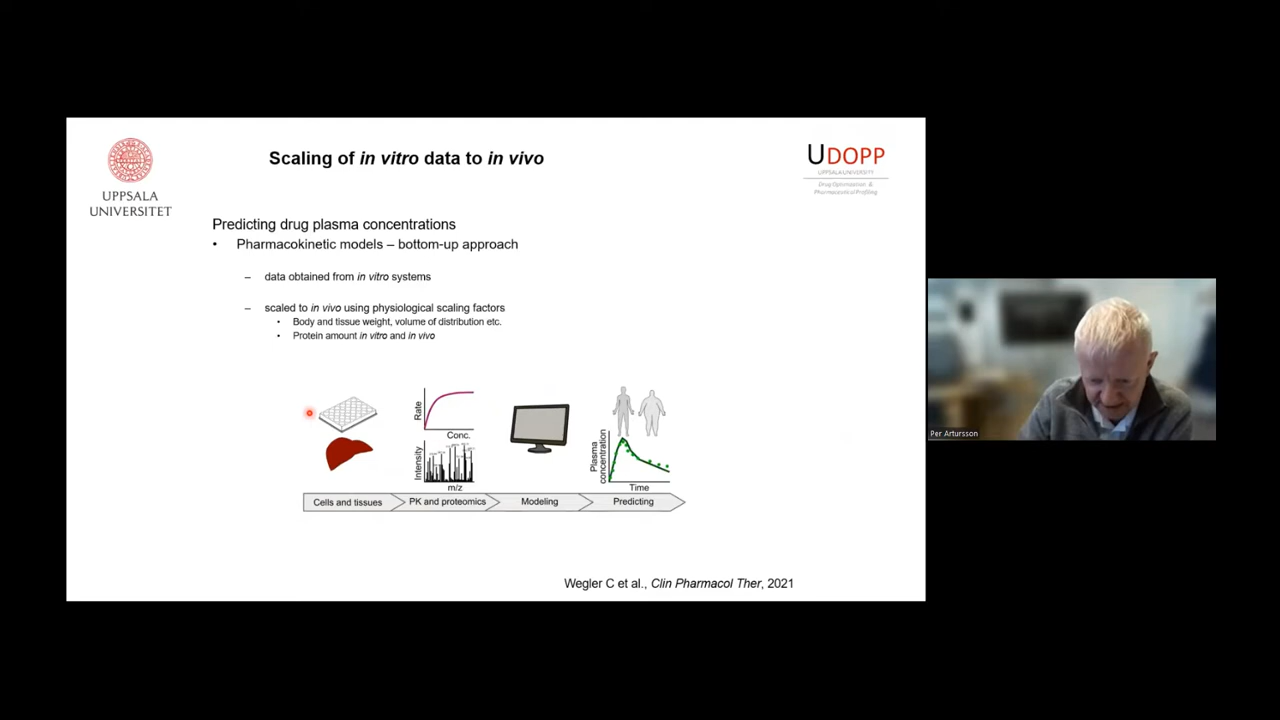 Scaling of in vitro data to in vivo
UPPSALA
UNIVERSITET
UDOPP
UPPSALA UNIVERSITY
Drug Optimization &
Pharmaceutical Profiling
Predicting drug plasma concentrations
• Pharmacokinetic models – bottom-up approach
– data obtained from in vitro systems
– scaled to in vivo using physiological scaling factors
• Body and tissue weight, volume of distribution etc.
• Protein amount in vitro and in vivo
Rate
Conc.
Intensity
m/z
Plasma
concentration
Time
Cells and tissues
PK and proteomics
Modeling
Predicting
Wegler C et al., Clin Pharmacol Ther, 2021
Per Artursson